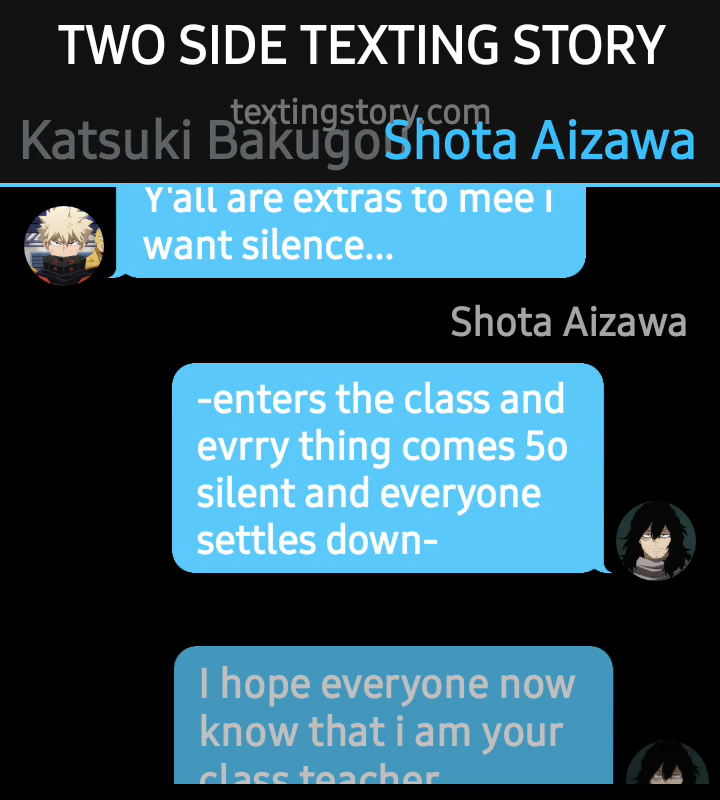 TWO SIDE TEXTING STORY
textingstory.com
Katsuki Bakugo Shota Aizawa
Y'all are extras to mee i
want silence...
Shota Aizawa
-enters the class and
evrry thing comes 5o
silent and everyone
settles down-
I hope everyone now
know that i am your
class teacher